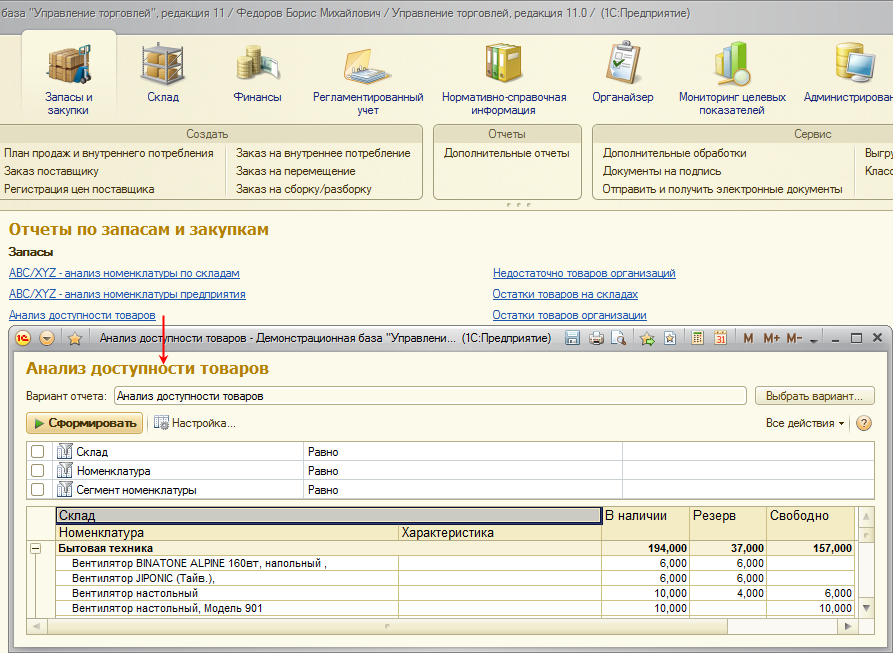 база "Управление торговлей", редакция 11 / Федоров Борис Михайлович / Управление торговлей, редакция 11.0 / (1С:Предприятие)
Запасы и закупки
Склад
Финансы
Регламентированный учет
Нормативно-справочная информация
Органайзер
Мониторинг целевых показателей
Администрирован
Создать
Отчеты
Сервис
План продаж и внутреннего потребления
Заказ на внутреннее потребление
Дополнительные отчеты
Дополнительные обработки
Выгру
Заказ поставщику
Заказ на перемещение
Документы на подпись
Класс
Регистрация цен поставщика
Заказ на сборку/разборку
Отправить и получить электронные документы
Отчеты по запасам и закупкам
Запасы
ABC/XYZ - анализ номенклатуры по складам
Недостаточно товаров организаций
ABC/XYZ - анализ номенклатуры предприятия
Остатки товаров на складах
Анализ доступности товаров
Остатки товаров организации
Анализ доступности товаров - Демонстрационная база "Управлени... (1С:Предприятие)
31
M M+ M-
Анализ доступности товаров
Вариант отчета: Анализ доступности товаров
Выбрать вариант...
Сформировать
Настройка...
Все действия
?
Склад Равно
Номенклатура Равно
Сегмент номенклатуры Равно
Склад В наличии Резерв Свободно
Номенклатура Характеристика
Бытовая техника 194,000 37,000 157,000
Вентилятор BINATONE ALPINE 160вт, напольный , 6,000 6,000
Вентилятор JIPONIC (Тайв.), 6,000 6,000
Вентилятор настольный 10,000 4,000 6,000
Вентилятор настольный, Модель 901 10,000 10,000